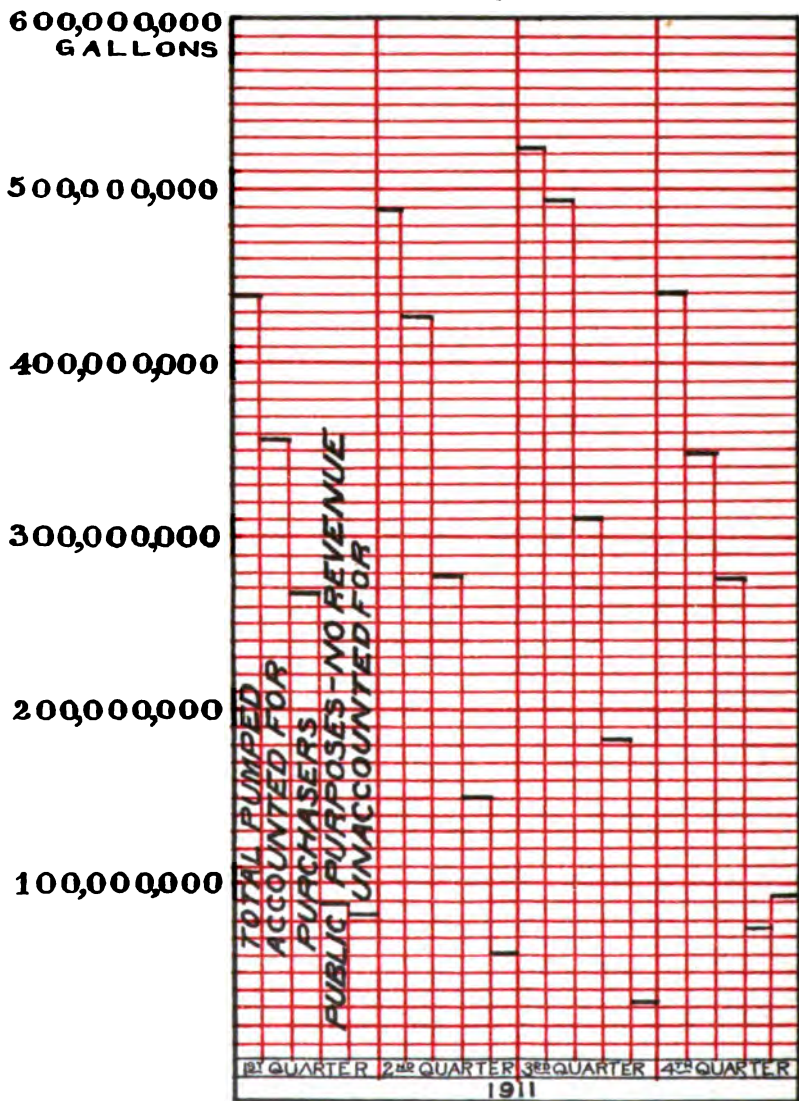 600,000,000
GALLONS
500,000,000
400,000,000
300,000,000
200,000,000
100,000,000
TOTAL PUMPED
ACCOUNTED FOR
PURCHASERS
PUBLIC PURPOSES-NO REVENUE
UNACCOUNTED FOR
1ST QUARTER
2ND QUARTER
3RD QUARTER
4TH QUARTER
1911